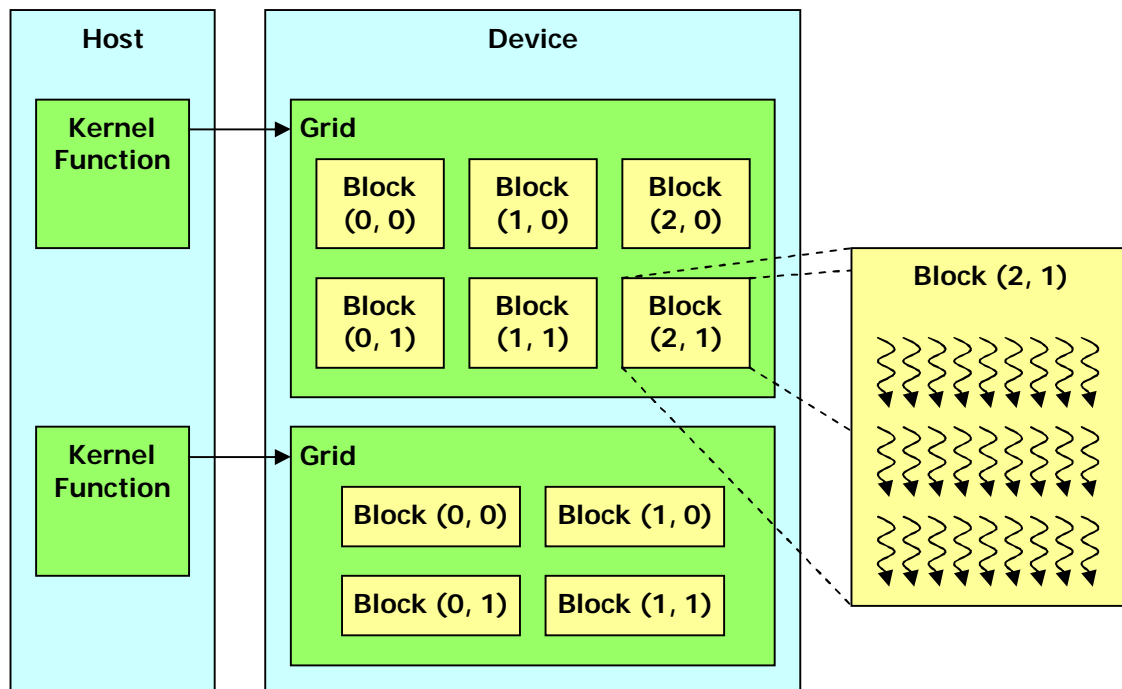 Host
Device
Kernel
Function
Grid
Block
(0, 0)
Block
(1, 0)
Block
(2, 0)
Block
(0, 1)
Block
(1, 1)
Block
(2, 1)
Block (2, 1)
Kernel
Function
Grid
Block (0, 0)
Block (1, 0)
Block (0, 1)
Block (1, 1)